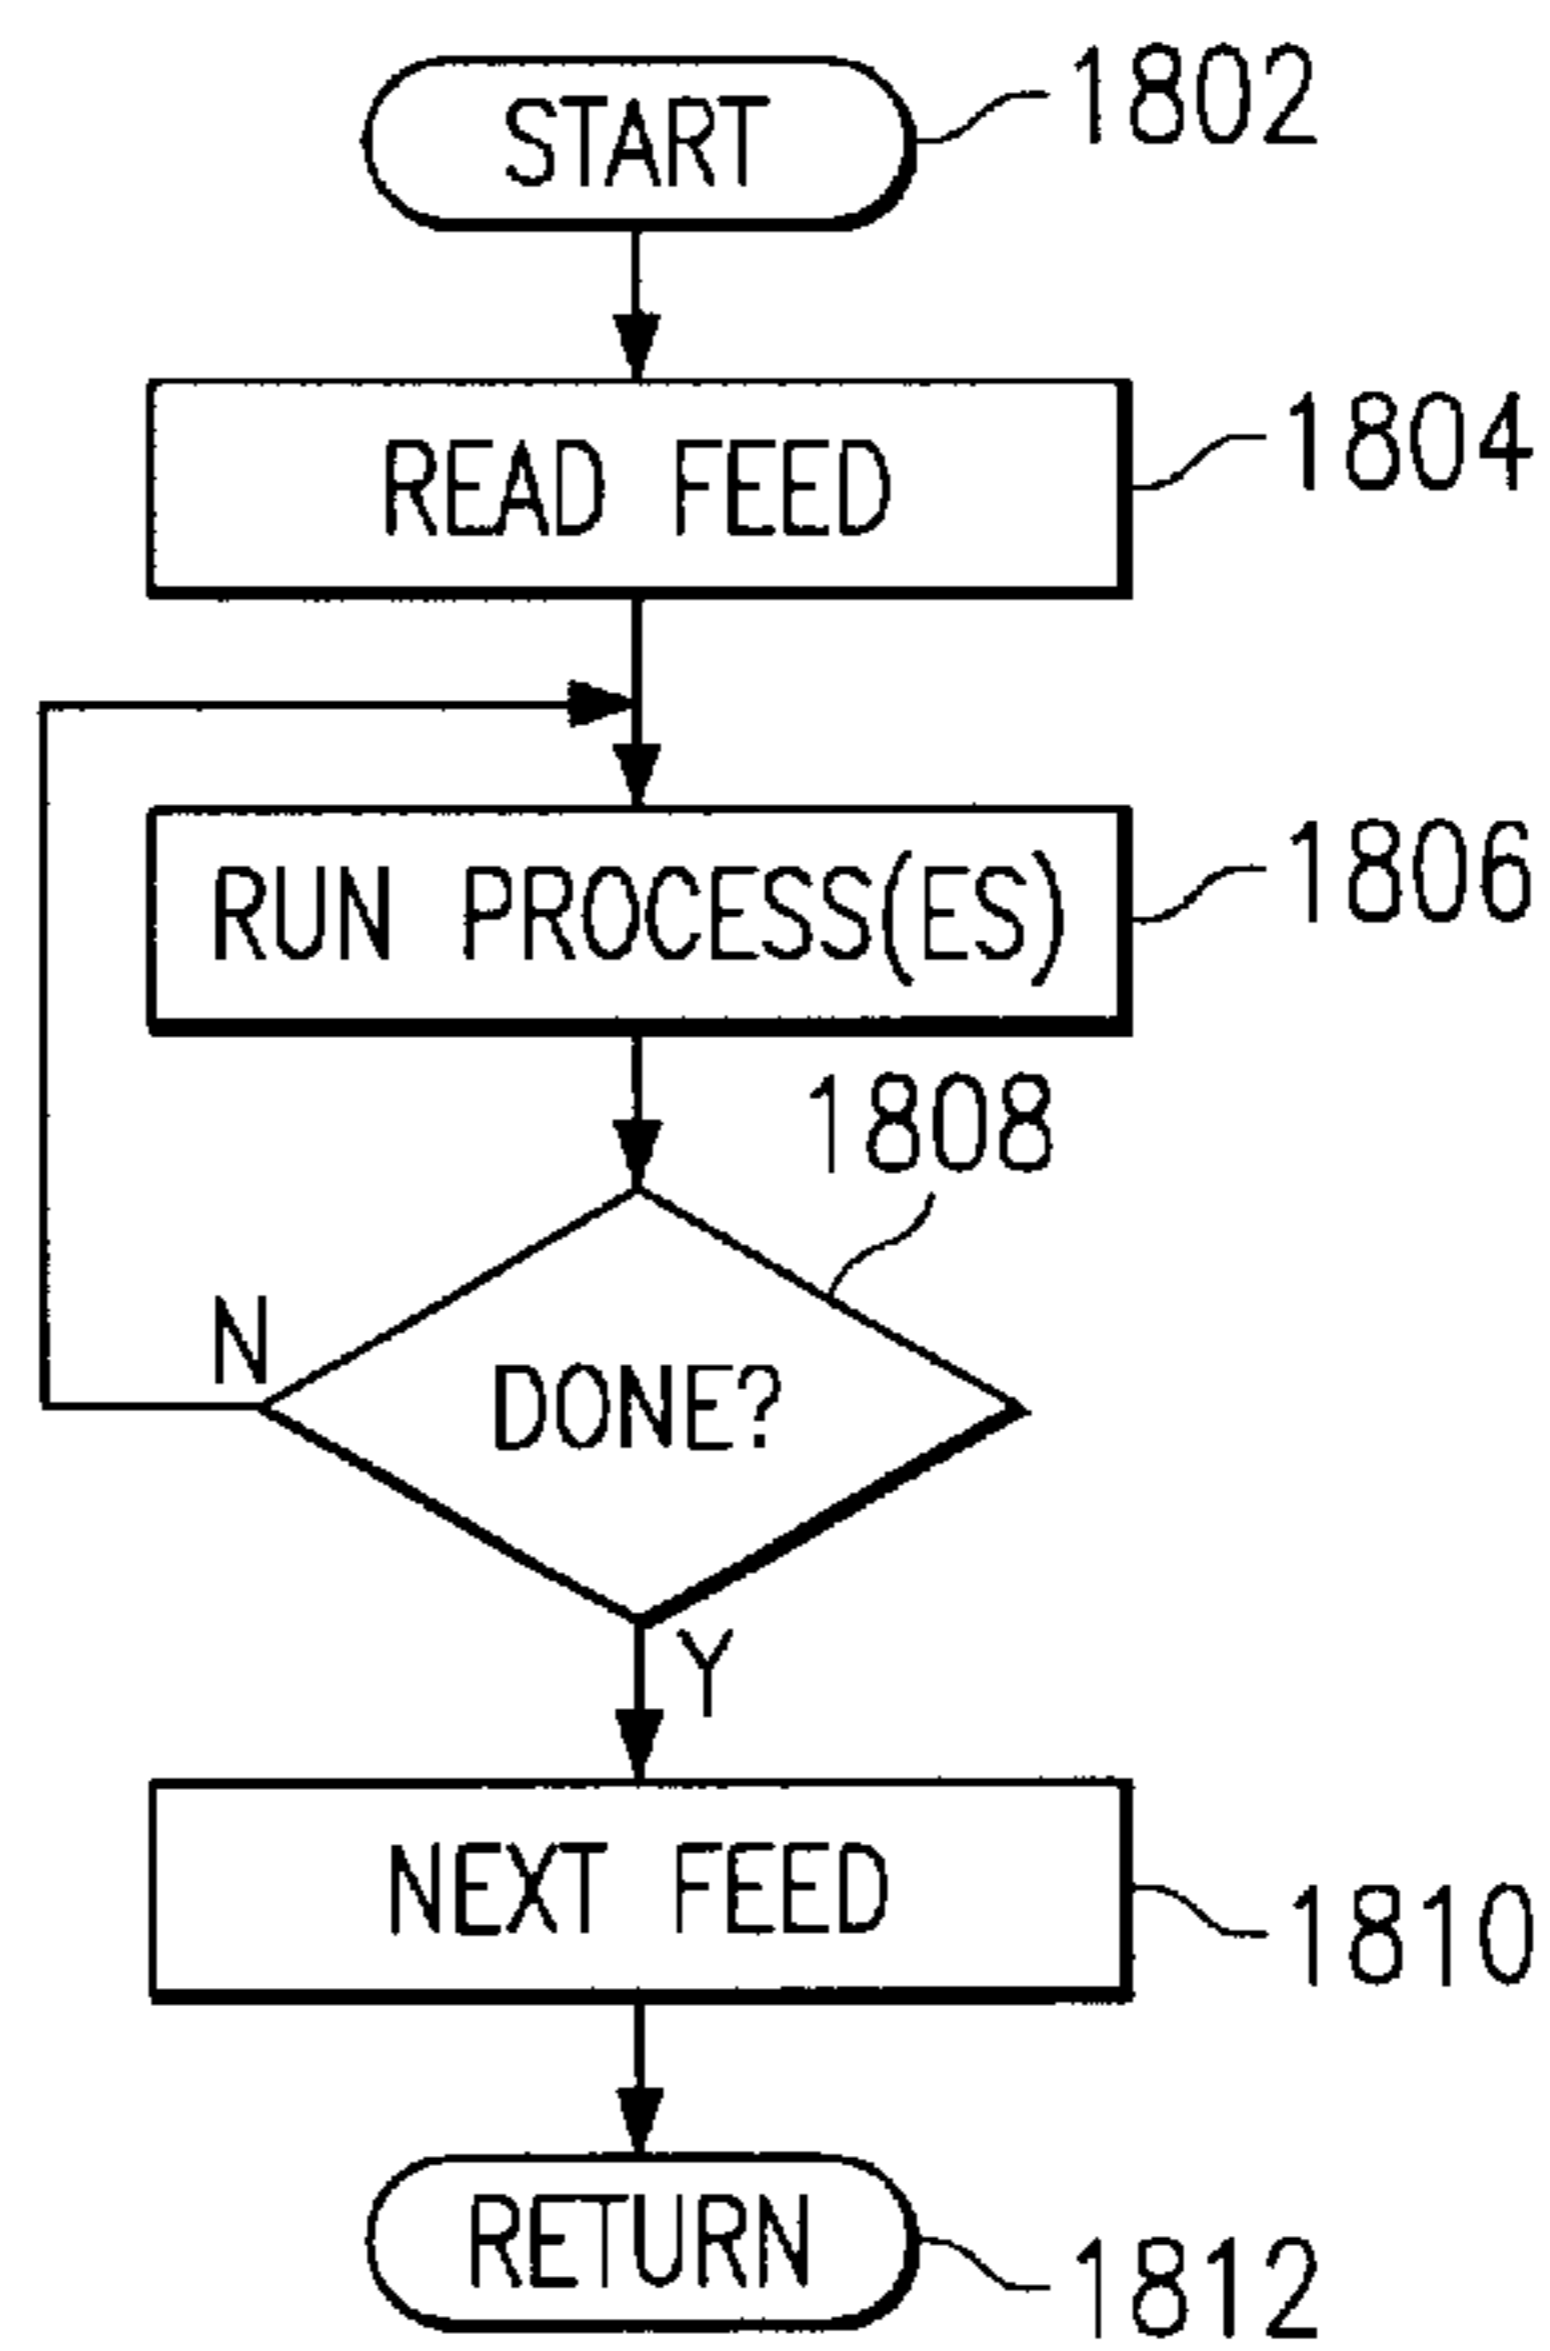 START
1802
READ FEED
1804
RUN PROCESS(ES)
1806
1808
N
DONE?
Y
NEXT FEED
1810
RETURN
1812